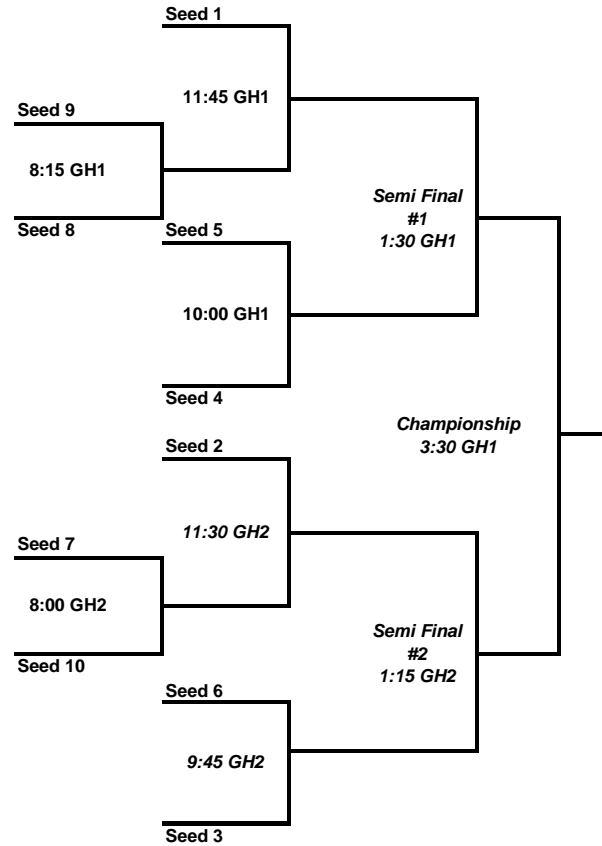 Seed 1
11:45 GH1
Seed 9
8:15 GH1
Semi Final
#1
1:30 GH1
Seed 8
Seed 5
10:00 GH1
Seed 4
Championship
3:30 GH1
Seed 2
11:30 GH2
Seed 7
8:00 GH2
Semi Final
#2
1:15 GH2
Seed 10
Seed 6
9:45 GH2
Seed 3